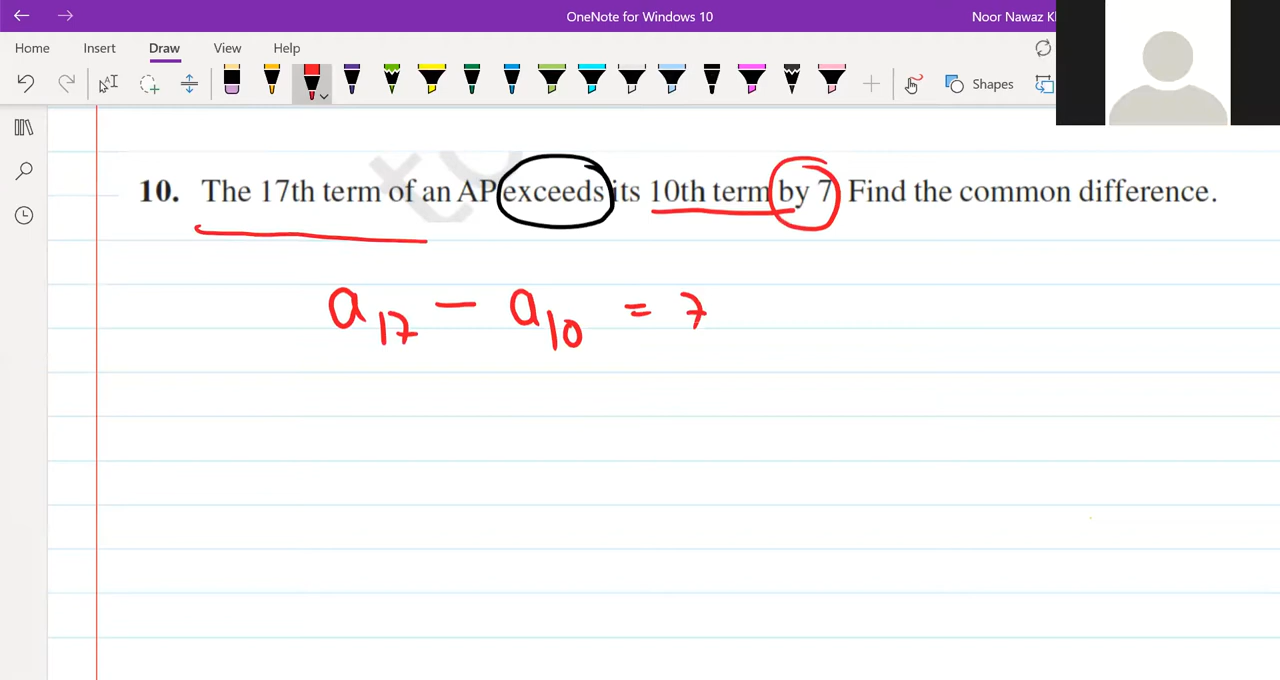 OneNote for Windows 10
Noor Nawaz
Home Insert Draw View Help
Shapes
10. The 17th term of an AP exceeds its 10th term by 7. Find the common difference.
a₁₇ − a₁₀ = 7